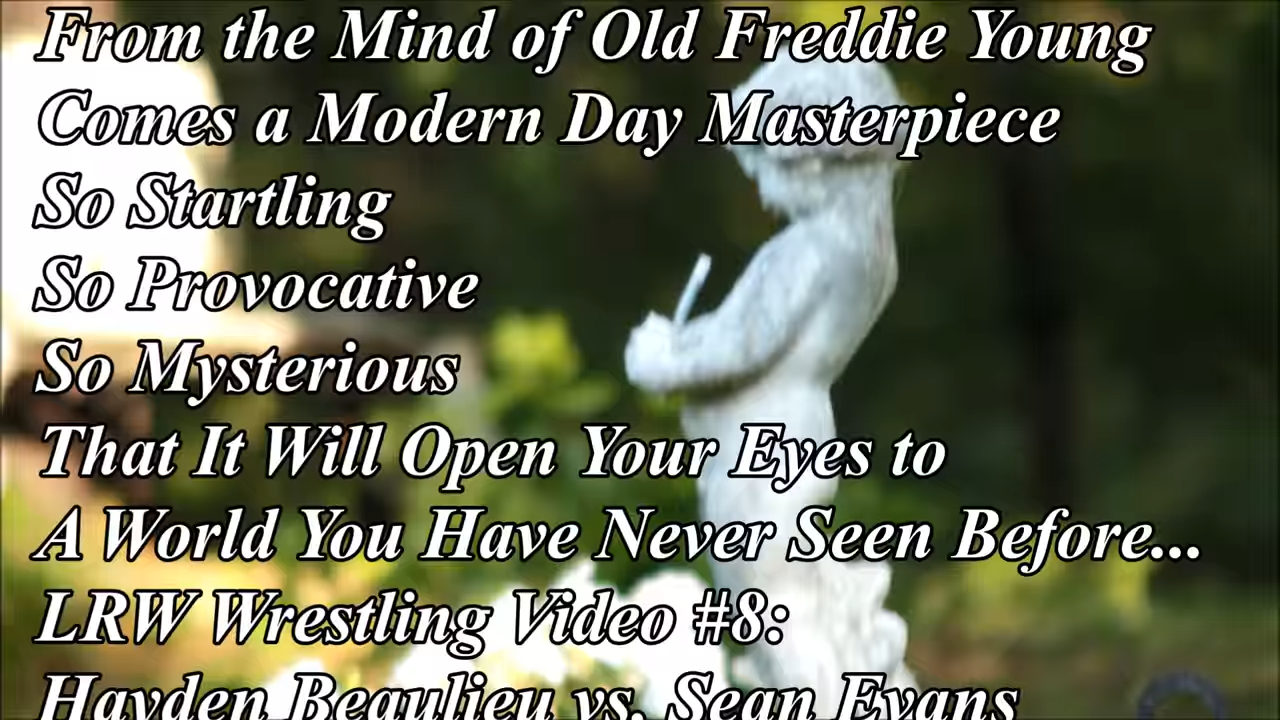 From the Mind of Old Freddie Young
Comes a Modern Day Masterpiece
So Startling
So Provocative
So Mysterious
That It Will Open Your Eyes to
A World You Have Never Seen Before...
LRW Wrestling Video #8:
Hayden Beaulieu vs. Sean Evans